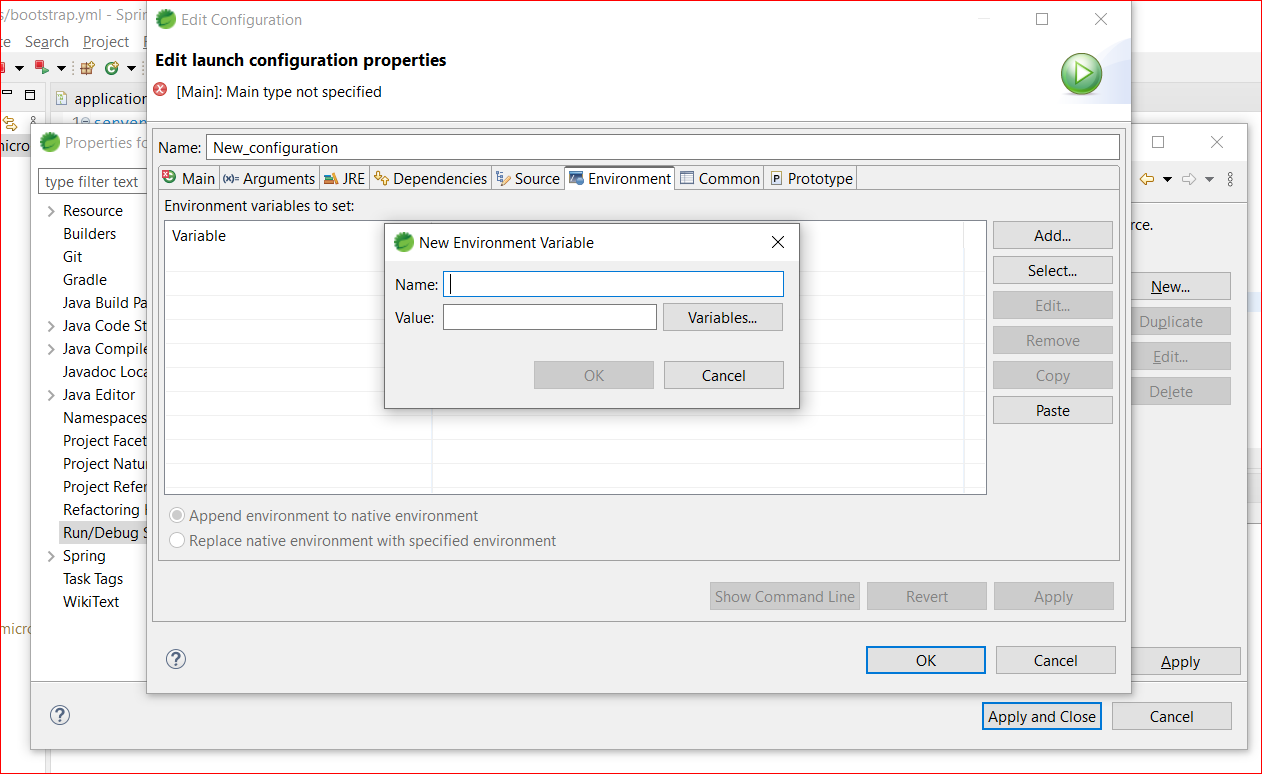 s/bootstrap.yml - Sprin
ce Search Project
application
1 server
micro
Properties fo
type filter text
Resource
Builders
Git
Gradle
Java Build Pa
Java Code St
Java Compile
Javadoc Loca
Java Editor
Namespaces
Project Facet
Project Natu
Project Refer
Refactoring
Run/Debug S
Spring
Task Tags
WikiText
micro
Edit Configuration
Edit launch configuration properties
[Main]: Main type not specified
Name: New_configuration
Main (x)= Arguments JRE Dependencies Source Environment Common Prototype
Environment variables to set:
Variable
Add...
Select...
Edit...
Remove
Copy
Paste
New Environment Variable
Name:
Value: Variables...
OK Cancel
Append environment to native environment
Replace native environment with specified environment
Show Command Line Revert Apply
OK Cancel
rce.
New...
Duplicate
Edit...
Delete
Apply
Apply and Close Cancel